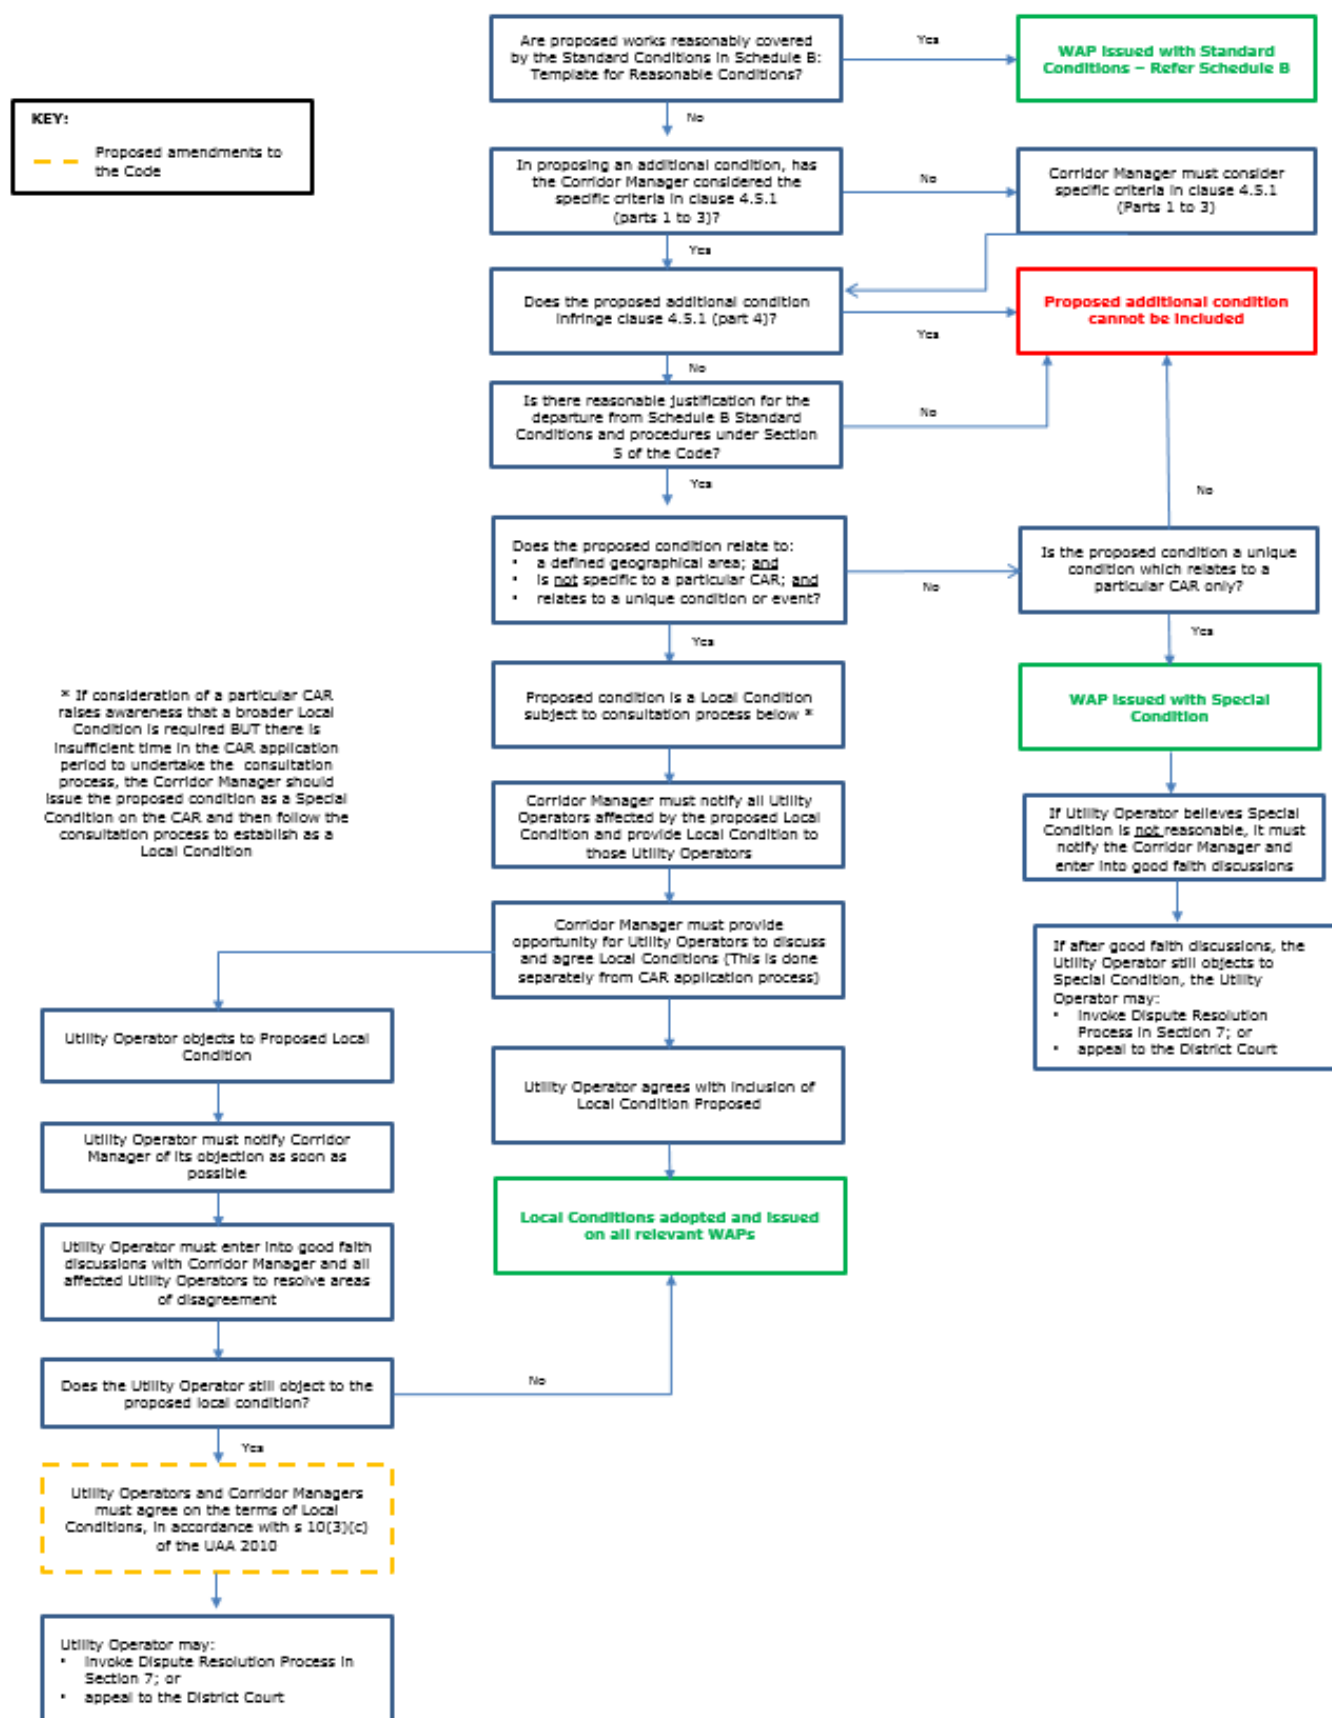 Are proposed works reasonably covered
by the Standard Conditions in Schedule B:
Template for Reasonable Conditions?
Yes
WAP Issued with Standard
Conditions – Refer Schedule B
KEY:
Proposed amendments to
the Code
No
In proposing an additional condition, has
the Corridor Manager considered the
specific criteria in clause 4.5.1
(parts 1 to 3)?
No
Corridor Manager must consider
specific criteria in clause 4.5.1
(Parts 1 to 3)
Yes
Does the proposed additional condition
infringe clause 4.5.1 (part 4)?
Yes
Proposed additional condition
cannot be included
No
Is there reasonable justification for the
departure from Schedule B Standard
Conditions and procedures under Section
5 of the Code?
No
Yes
No
Does the proposed condition relate to:
• a defined geographical area; and
• is not specific to a particular CAR; and
• relates to a unique condition or event?
No
Is the proposed condition a unique
condition which relates to a
particular CAR only?
Yes
Yes
* If consideration of a particular CAR
raises awareness that a broader Local
Condition is required BUT there is
insufficient time in the CAR application
period to undertake the consultation
process, the Corridor Manager should
issue the proposed condition as a Special
Condition on the CAR and then follow the
consultation process to establish as a
Local Condition
Proposed condition is a Local Condition
subject to consultation process below *
WAP Issued with Special
Condition
Corridor Manager must notify all Utility
Operators affected by the proposed Local
Condition and provide Local Condition to
those Utility Operators
If Utility Operator believes Special
Condition is not reasonable, it must
notify the Corridor Manager and
enter into good faith discussions
Corridor Manager must provide
opportunity for Utility Operators to discuss
and agree Local Conditions (This is done
separately from CAR application process)
If after good faith discussions, the
Utility Operator still objects to
Special Condition, the Utility
Operator may:
• Invoke Dispute Resolution
Process in Section 7; or
• appeal to the District Court
Utility Operator objects to Proposed Local
Condition
Utility Operator agrees with inclusion of
Local Condition Proposed
Utility Operator must notify Corridor
Manager of its objection as soon as
possible
Local Conditions adopted and issued
on all relevant WAPs
Utility Operator must enter into good faith
discussions with Corridor Manager and all
affected Utility Operators to resolve areas
of disagreement
Does the Utility Operator still object to the
proposed local condition?
No
Yes
Utility Operators and Corridor Managers
must agree on the terms of Local
Conditions, in accordance with s 10(3)(c)
of the UAA 2010
Utility Operator may:
• Invoke Dispute Resolution Process in
Section 7; or
• appeal to the District Court